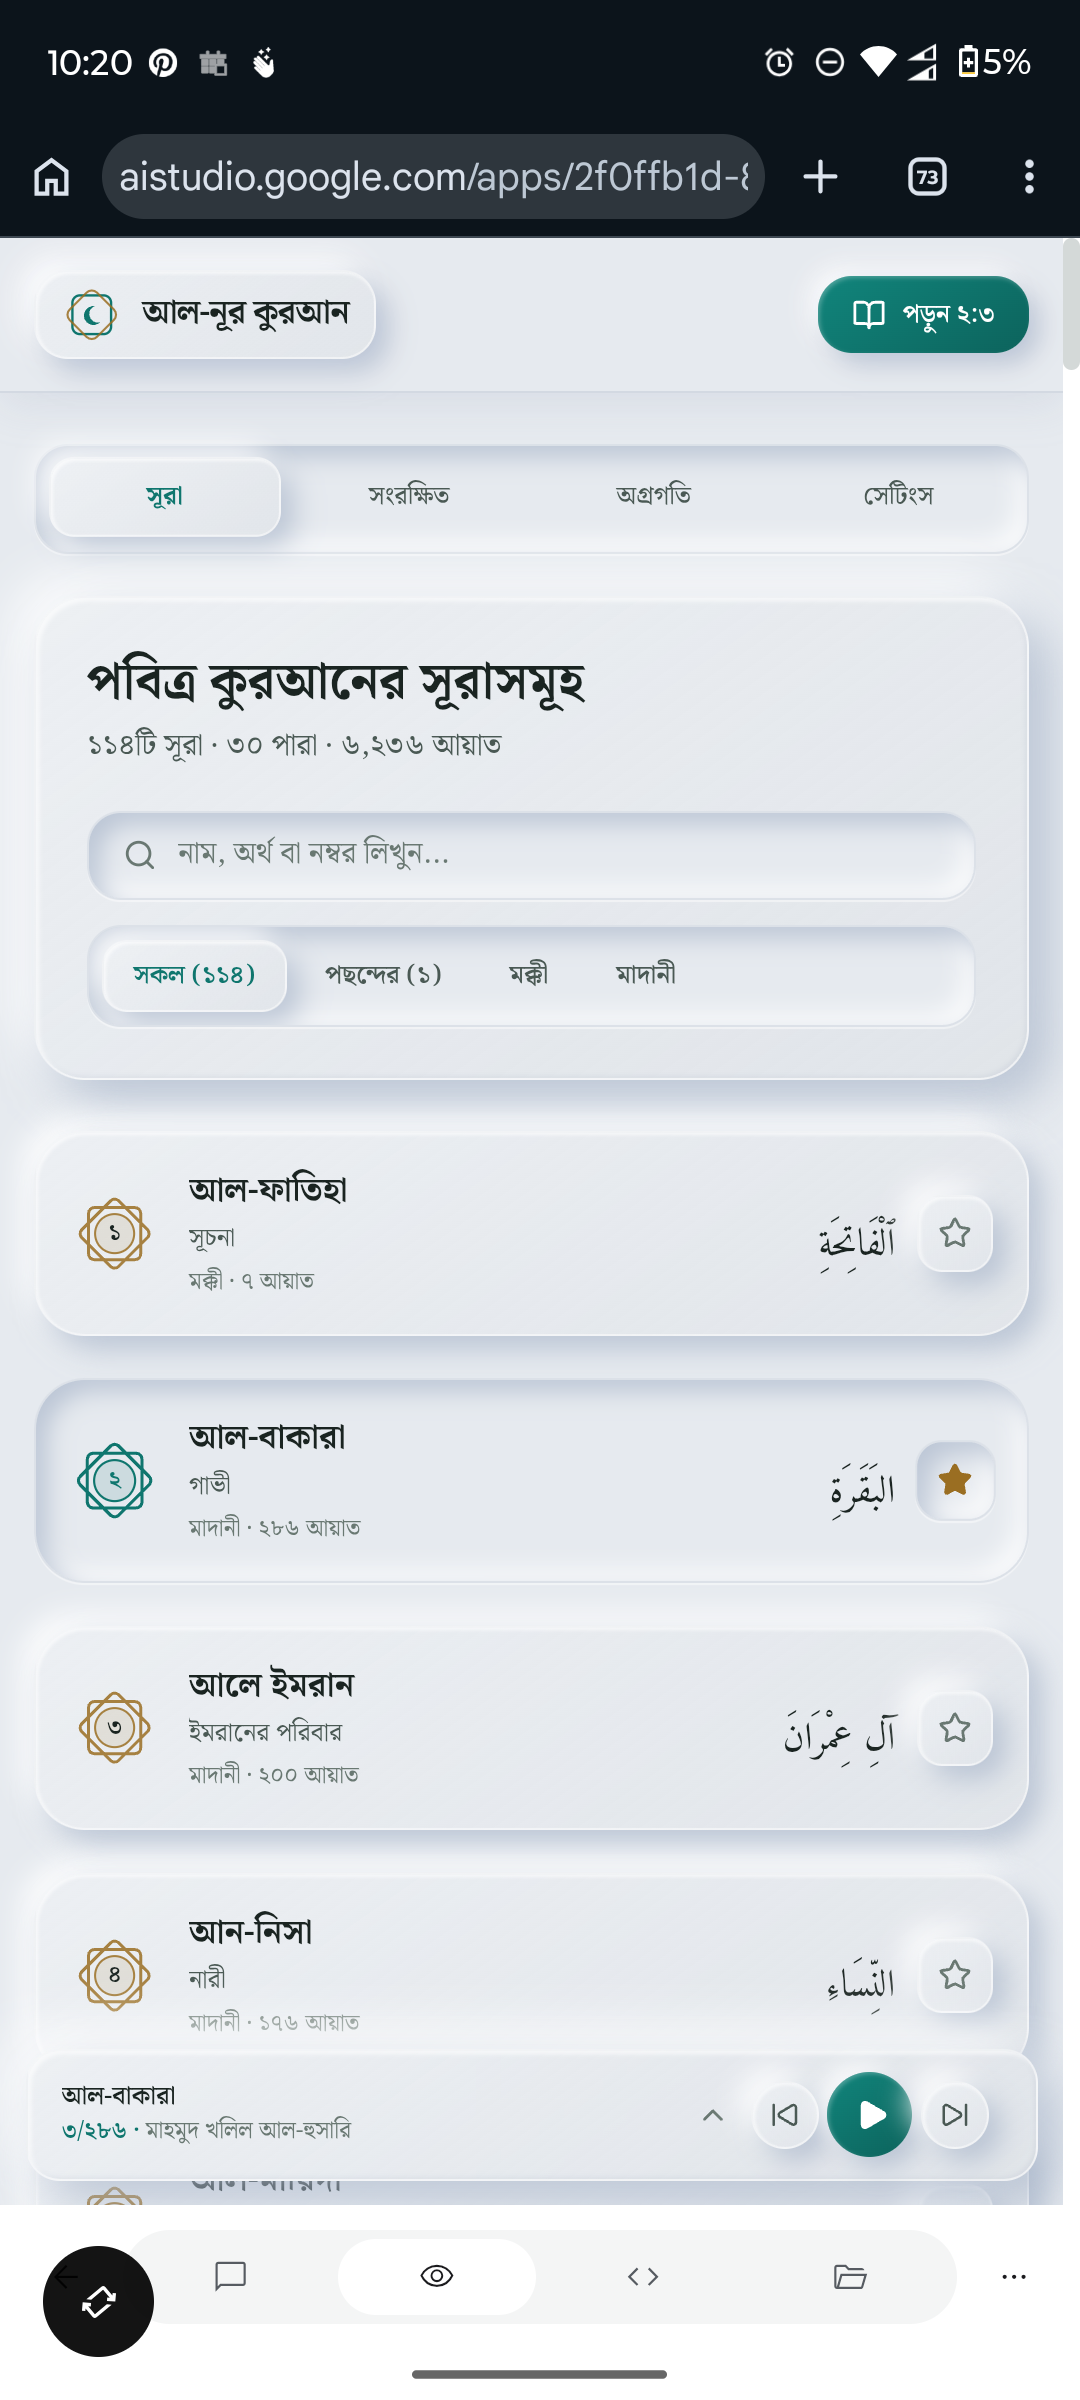 10:20
5%
aistudio.google.com/apps/2f0ffb1d-8
73
আল-নূর কুরআন
পড়ুন ২:৩
সূরা
সংরক্ষিত
অগ্রগতি
সেটিংস
পবিত্র কুরআনের সূরাসমূহ
১১৪টি সূরা · ৩০ পারা · ৬,২৩৬ আয়াত
নাম, অর্থ বা নম্বর লিখুন...
সকল (১১৪)
পছন্দের (১)
মক্কী
মাদানী
১
আল-ফাতিহা
সূচনা
মক্কী · ৭ আয়াত
ٱلْفَاتِحَةِ
২
আল-বাকারা
গাভী
মাদানী · ২৮৬ আয়াত
البَقَرَةِ
৩
আলে ইমরান
ইমরানের পরিবার
মাদানী · ২০০ আয়াত
آلِ عِمْرَانَ
৪
আন-নিসা
নারী
মাদানী · ১৭৬ আয়াত
النِّسَاءِ
আল-বাকারা
৩/২৮৬ · মাহমুদ খলিল আল-হুসারি